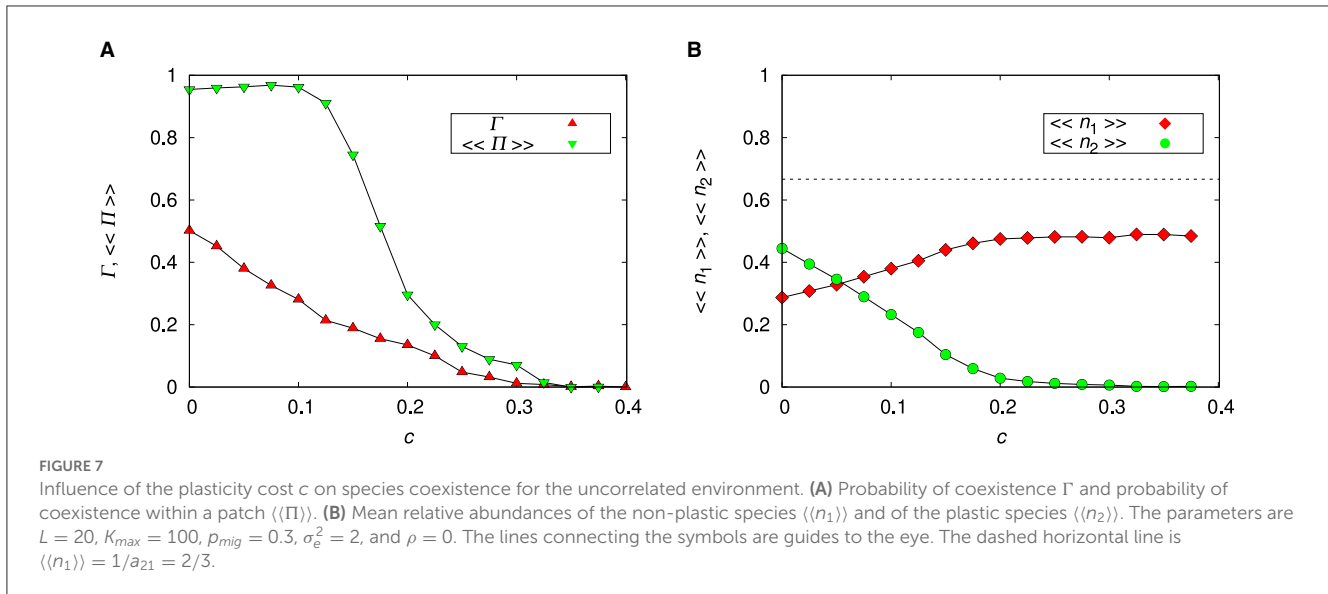 A
B
1
0.8
0.6
0.4
0.2
0
Γ, << Π >>
Γ
<< Π >>
0 0.1 0.2 0.3 0.4
c
1
0.8
0.6
0.4
0.2
0
<< n1 >>, << n2 >>
<< n1 >>
<< n2 >>
0 0.1 0.2 0.3 0.4
c
FIGURE 7
Influence of the plasticity cost c on species coexistence for the uncorrelated environment. (A) Probability of coexistence Γ and probability of
coexistence within a patch ⟨⟨Π⟩⟩. (B) Mean relative abundances of the non-plastic species ⟨⟨n1⟩⟩ and of the plastic species ⟨⟨n2⟩⟩. The parameters are
L = 20, Kmax = 100, pmig = 0.3, σe² = 2, and ρ = 0. The lines connecting the symbols are guides to the eye. The dashed horizontal line is
⟨⟨n1⟩⟩ = 1/a21 = 2/3.